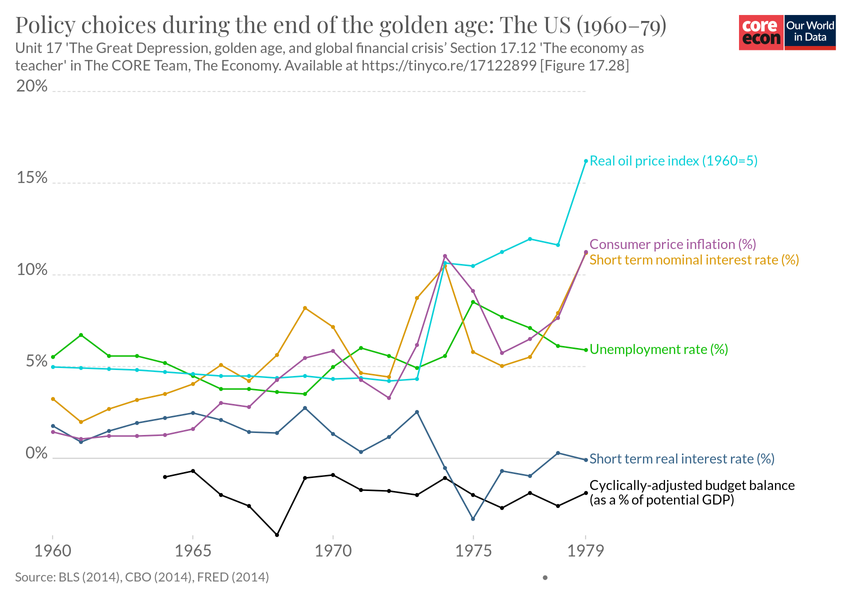 Policy choices during the end of the golden age: The US (1960–79)
Unit 17 'The Great Depression, golden age, and global financial crisis' Section 17.12 'The economy as
teacher' in The CORE Team, The Economy. Available at https://tinyco.re/17122899 [Figure 17.28]
core
econ
Our World
in Data
20%
15%
10%
5%
0%
Real oil price index (1960=5)
Consumer price inflation (%)
Short term nominal interest rate (%)
Unemployment rate (%)
Short term real interest rate (%)
Cyclically-adjusted budget balance
(as a % of potential GDP)
1960
1965
1970
1975
1979
Source: BLS (2014), CBO (2014), FRED (2014)